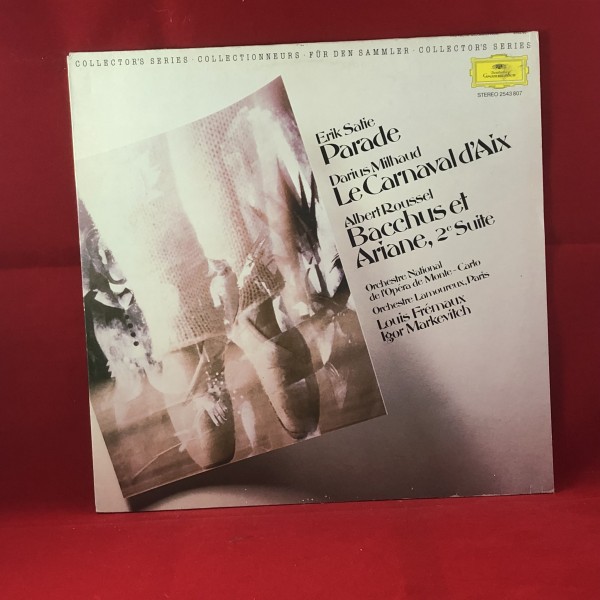 COLLECTOR'S SERIES · COLLECTIONNEURS · FÜR DEN SAMMLER · COLLECTOR'S SERIES
Deutsche
Grammophon
STEREO 2543 807
Erik Satie
Parade
Darius Milhaud
Le Carnaval d'Aix
Albert Roussel
Bacchus et
Ariane, 2e Suite
Orchestre National
de l'Opéra de Monte-Carlo
Orchestre Lamoureux, Paris
Louis Frémaux
Igor Markevitch